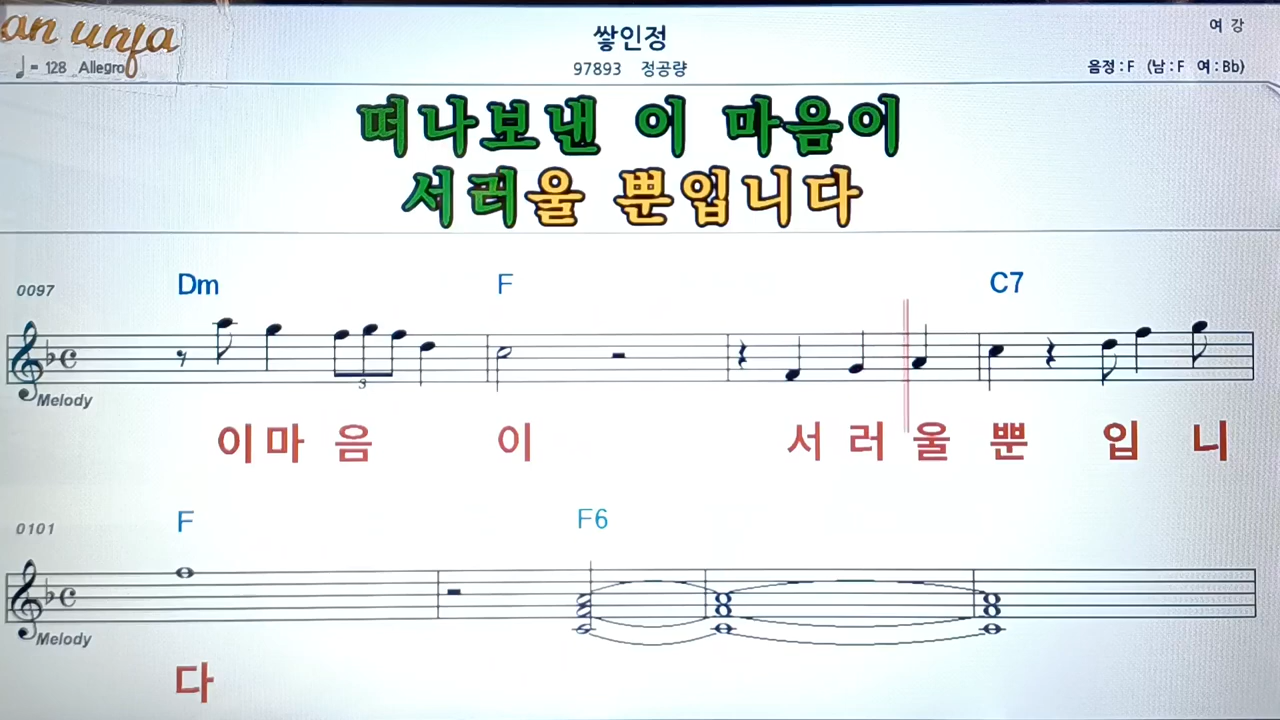 an unfa
쌓인정
여 강
♩= 128 Allegro
97893 정공량
음정 : F (남 : F 여 : Bb)
떠나보낸 이 마음이
서러울 뿐입니다
0097
Dm F C7
3
Melody
이 마 음 이 서 러 울 뿐 입 니
0101
F F6
Melody
다